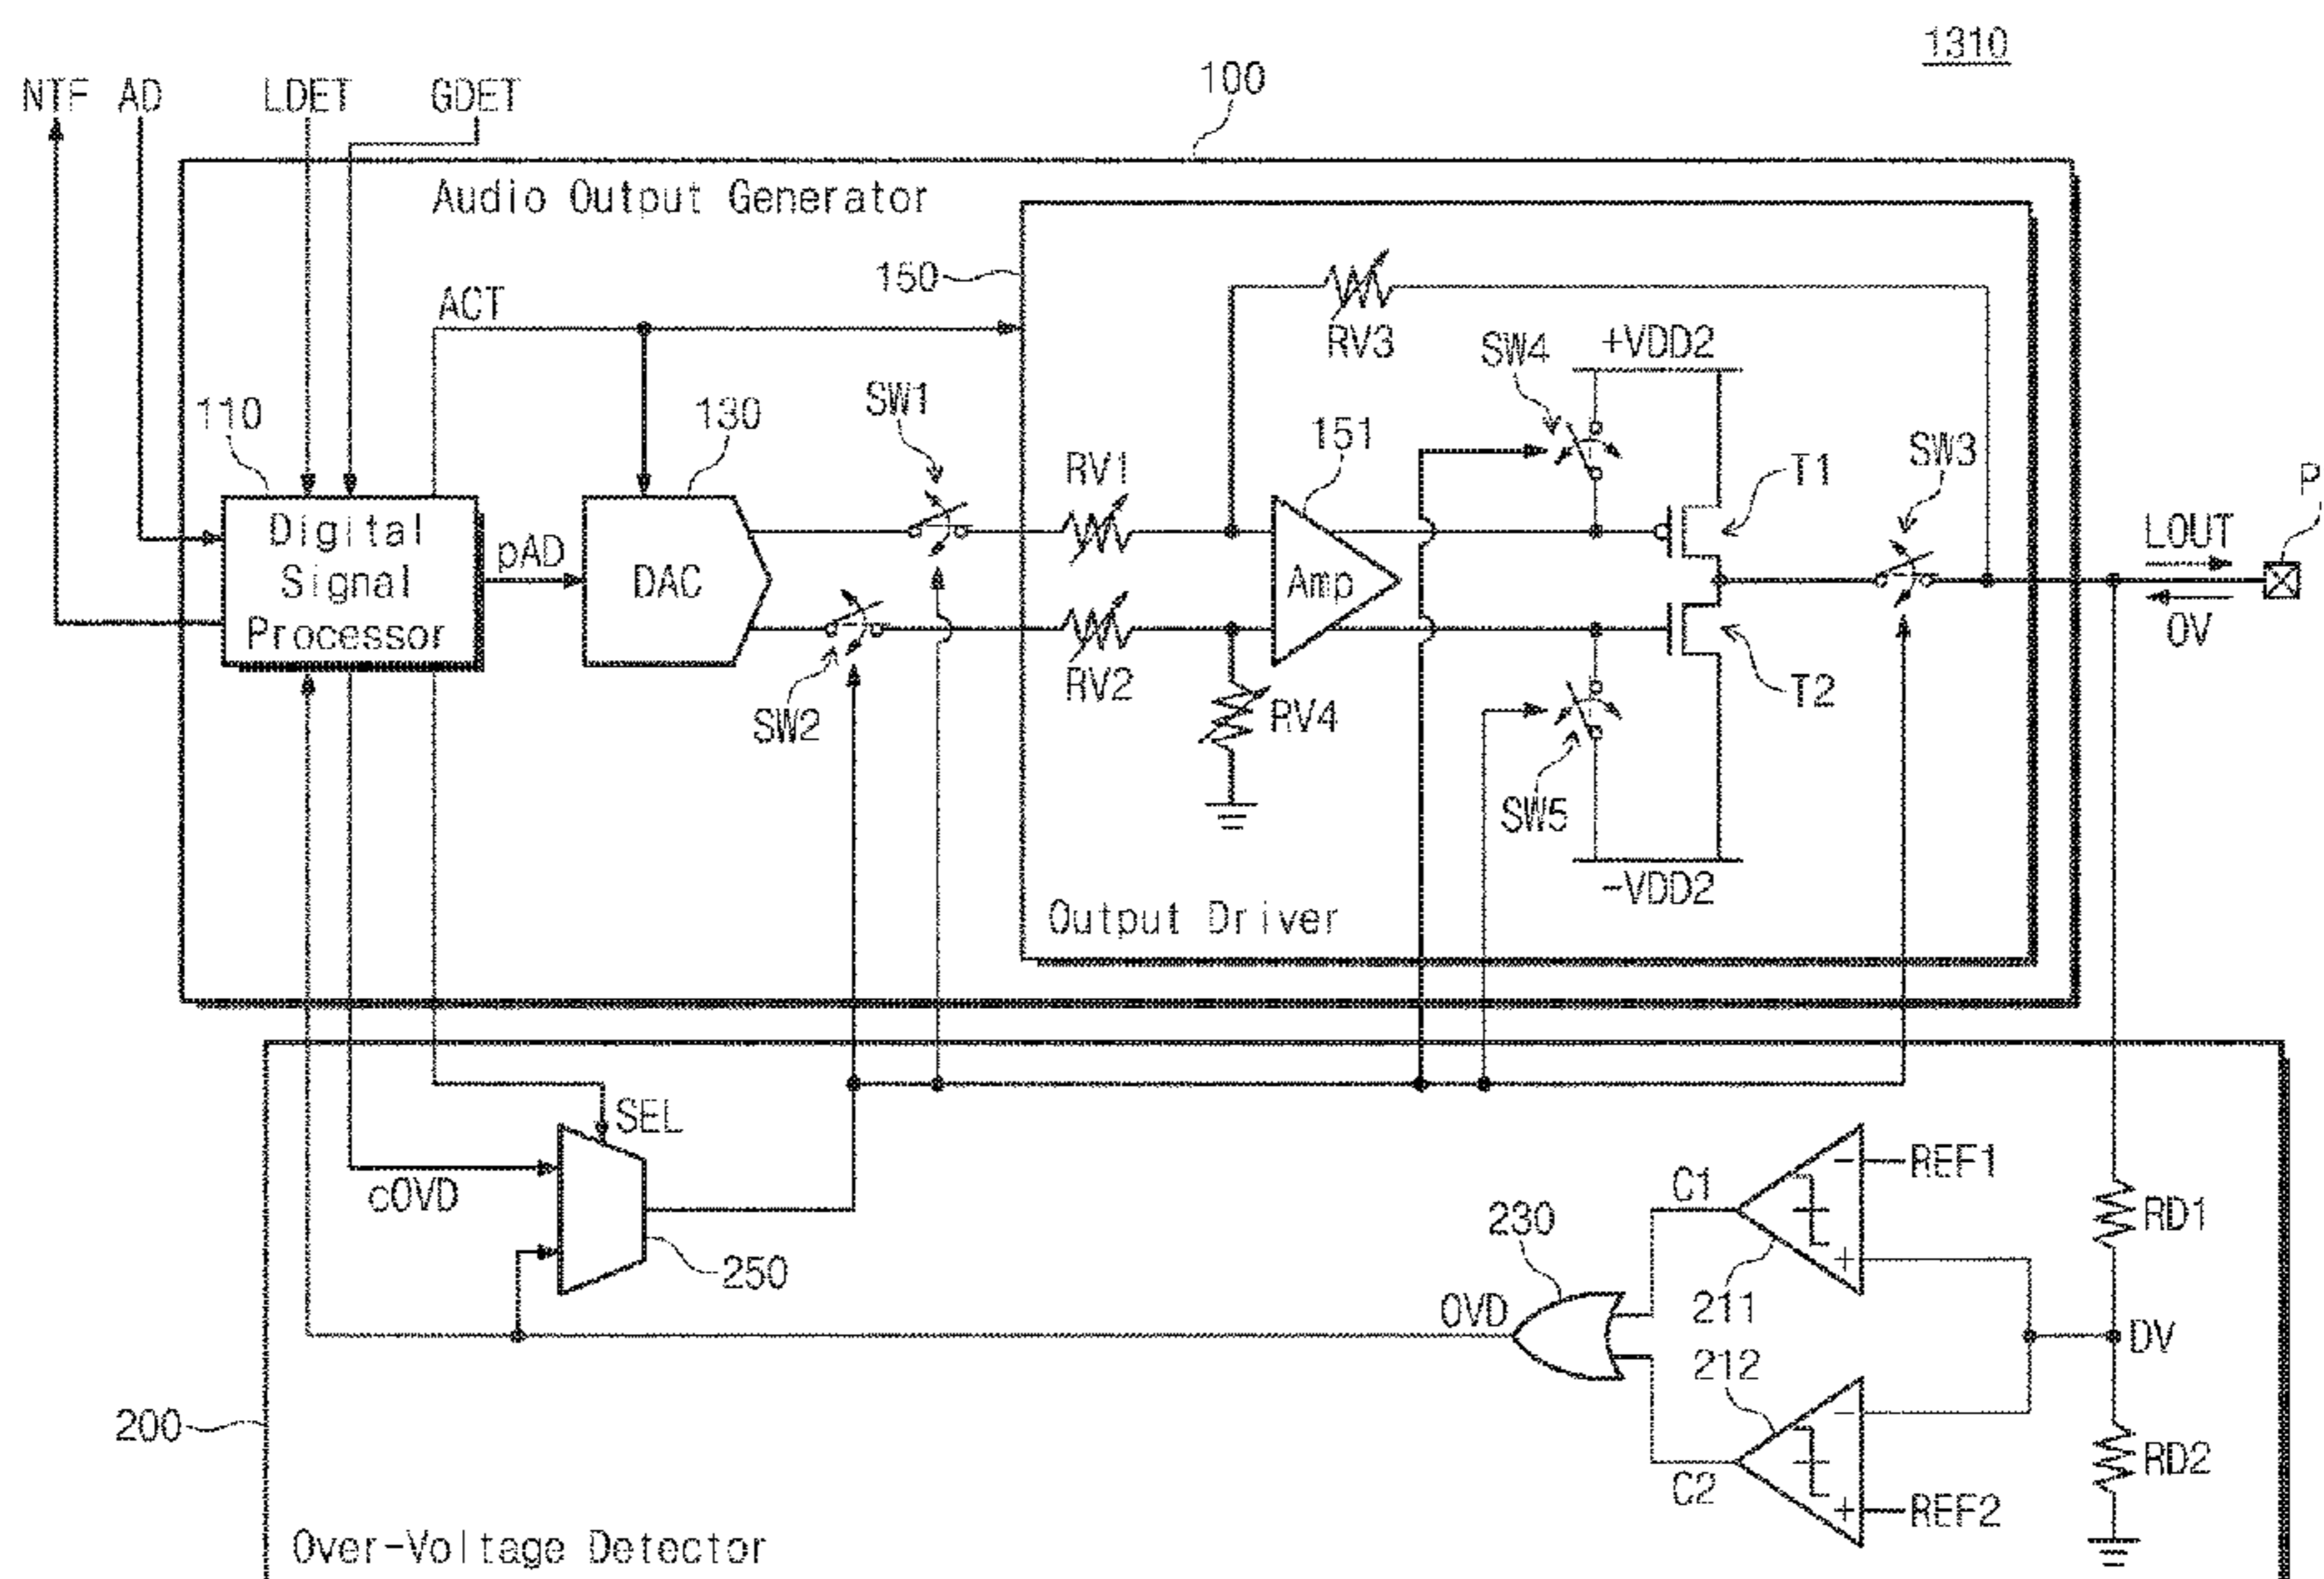 1310
NTF AD LDET GDET
100
Audio Output Generator
150
ACT
RV3
SW4
+VDD2
110
130
SW1
151
SW3
P
RV1
T1
Digital
Signal
Processor
pAD
DAC
Amp
LOUT
OV
SW2
RV2
RV4
T2
SW5
-VDD2
Output Driver
SEL
cOVD
250
C1
-
REF1
+
211
RD1
230
OVD
DV
212
-
C2
+
REF2
RD2
200
Over-Voltage Detector